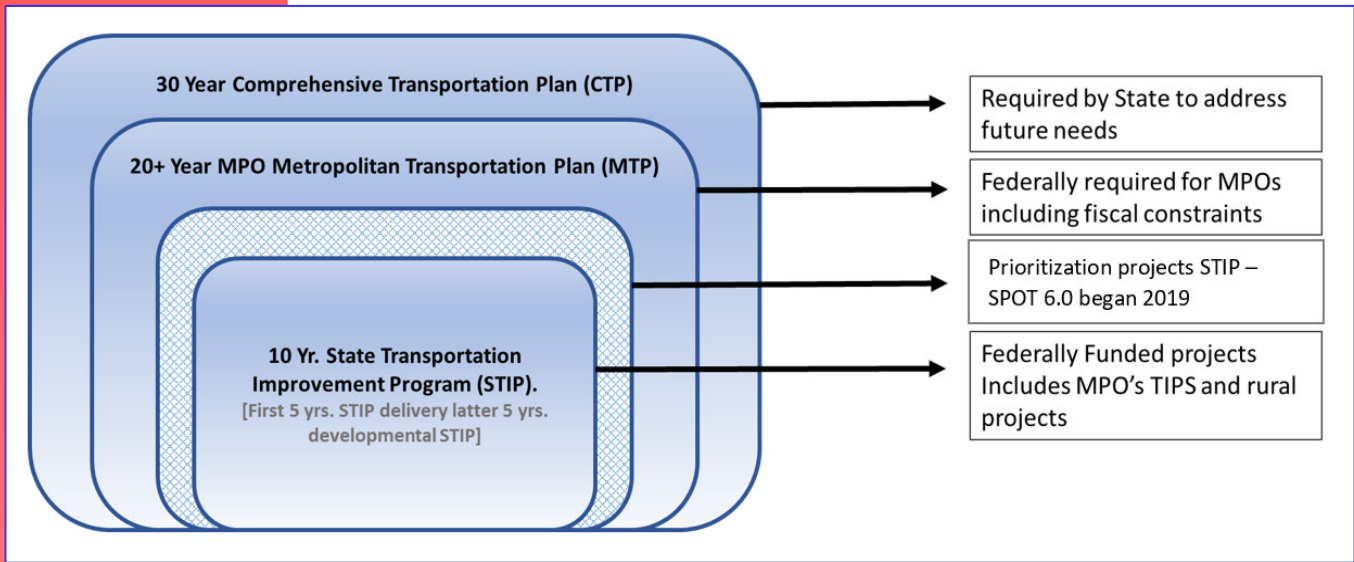 30 Year Comprehensive Transportation Plan (CTP)
20+ Year MPO Metropolitan Transportation Plan (MTP)
10 Yr. State Transportation
Improvement Program (STIP).
[First 5 yrs. STIP delivery latter 5 yrs.
developmental STIP]
Required by State to address
future needs
Federally required for MPOs
including fiscal constraints
Prioritization projects STIP –
SPOT 6.0 began 2019
Federally Funded projects
Includes MPO’s TIPS and rural
projects